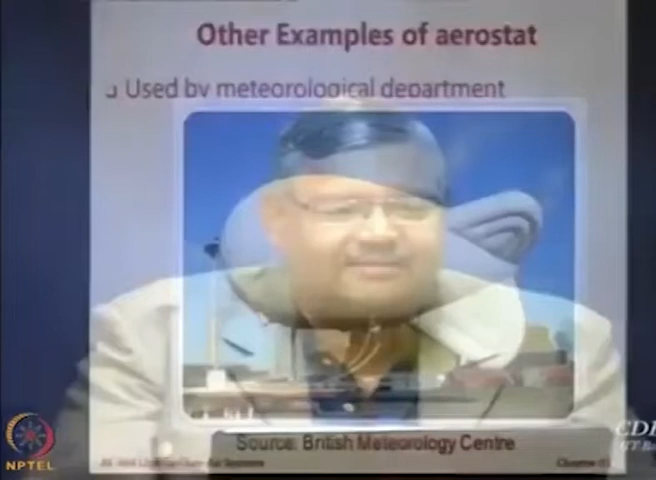 Other Examples of aerostat
Used by meteorological department
Source: British Meteorology Centre
NPTEL